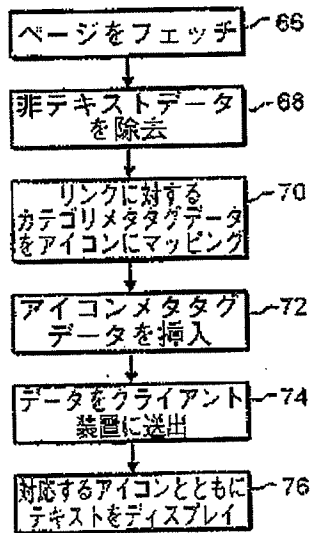 ページをフェッチ
66
非テキストデータ
を除去
68
リンクに対する
カテゴリメタタグデータ
をアイコンにマッピング
70
アイコンメタタグ
データを挿入
72
データをクライアント
装置に送出
74
対応するアイコンとともに
テキストをディスプレイ
76